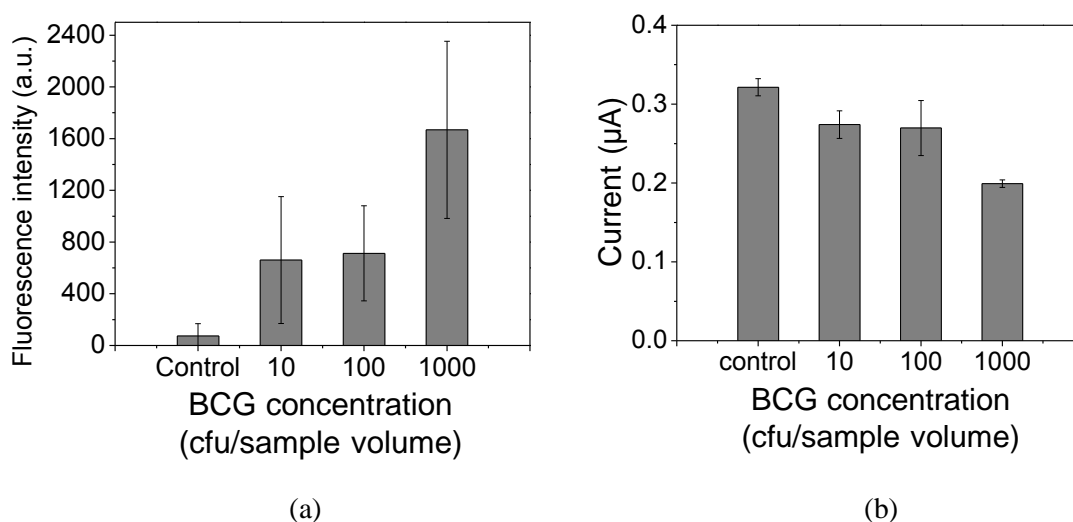 Fluorescence intensity (a.u.)
2400
2000
1600
1200
800
400
0
Control 10 100 1000
BCG concentration
(cfu/sample volume)
(a)
Current (µA)
0.4
0.3
0.2
0.1
0.0
control 10 100 1000
BCG concentration
(cfu/sample volume)
(b)